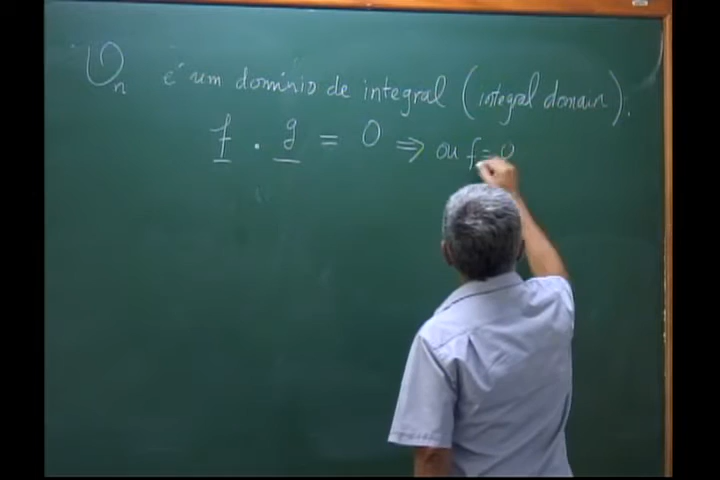 𝒪n é um domínio de integral (integral domain).
f · g = 0 ⇒ ou f = 0